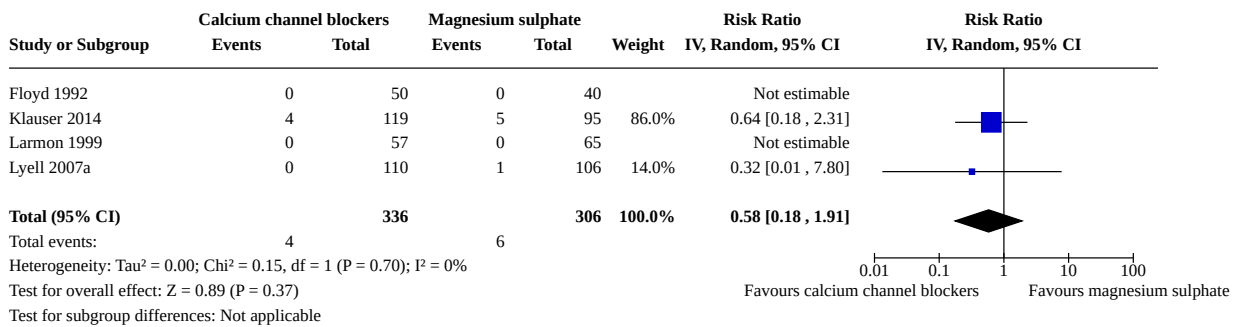 Calcium channel blockers Magnesium sulphate Risk Ratio Risk Ratio
Study or Subgroup Events Total Events Total Weight IV, Random, 95% CI IV, Random, 95% CI
Floyd 1992 0 50 0 40 Not estimable
Klauser 2014 4 119 5 95 86.0% 0.64 [0.18 , 2.31]
Larmon 1999 0 57 0 65 Not estimable
Lyell 2007a 0 110 1 106 14.0% 0.32 [0.01 , 7.80]
Total (95% CI) 336 306 100.0% 0.58 [0.18 , 1.91]
Total events: 4 6
Heterogeneity: Tau² = 0.00; Chi² = 0.15, df = 1 (P = 0.70); I² = 0%
0.01 0.1 1 10 100
Test for overall effect: Z = 0.89 (P = 0.37)
Favours calcium channel blockers Favours magnesium sulphate
Test for subgroup differences: Not applicable